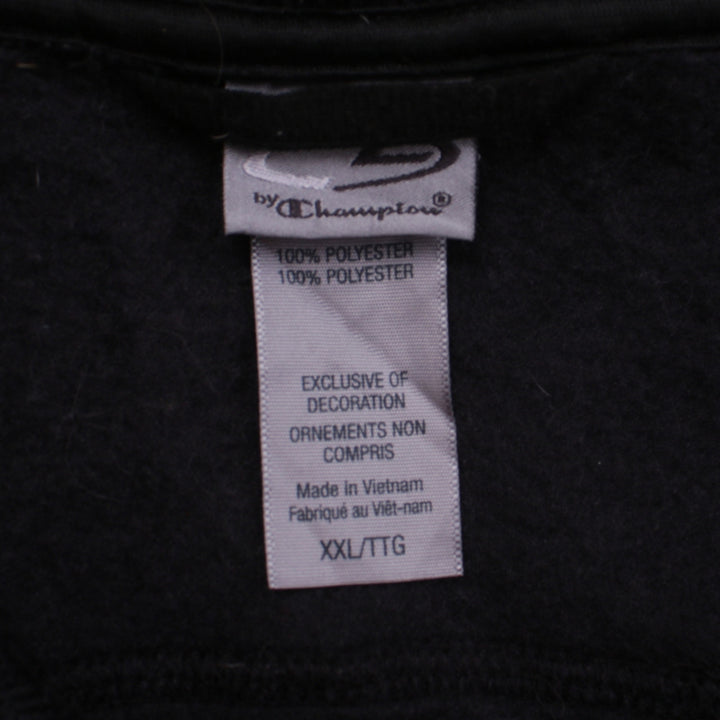 by Champion®
100% POLYESTER
100% POLYESTER
EXCLUSIVE OF
DECORATION
ORNEMENTS NON
COMPRIS
Made in Vietnam
Fabriqué au Viêt-nam
XXL/TTG